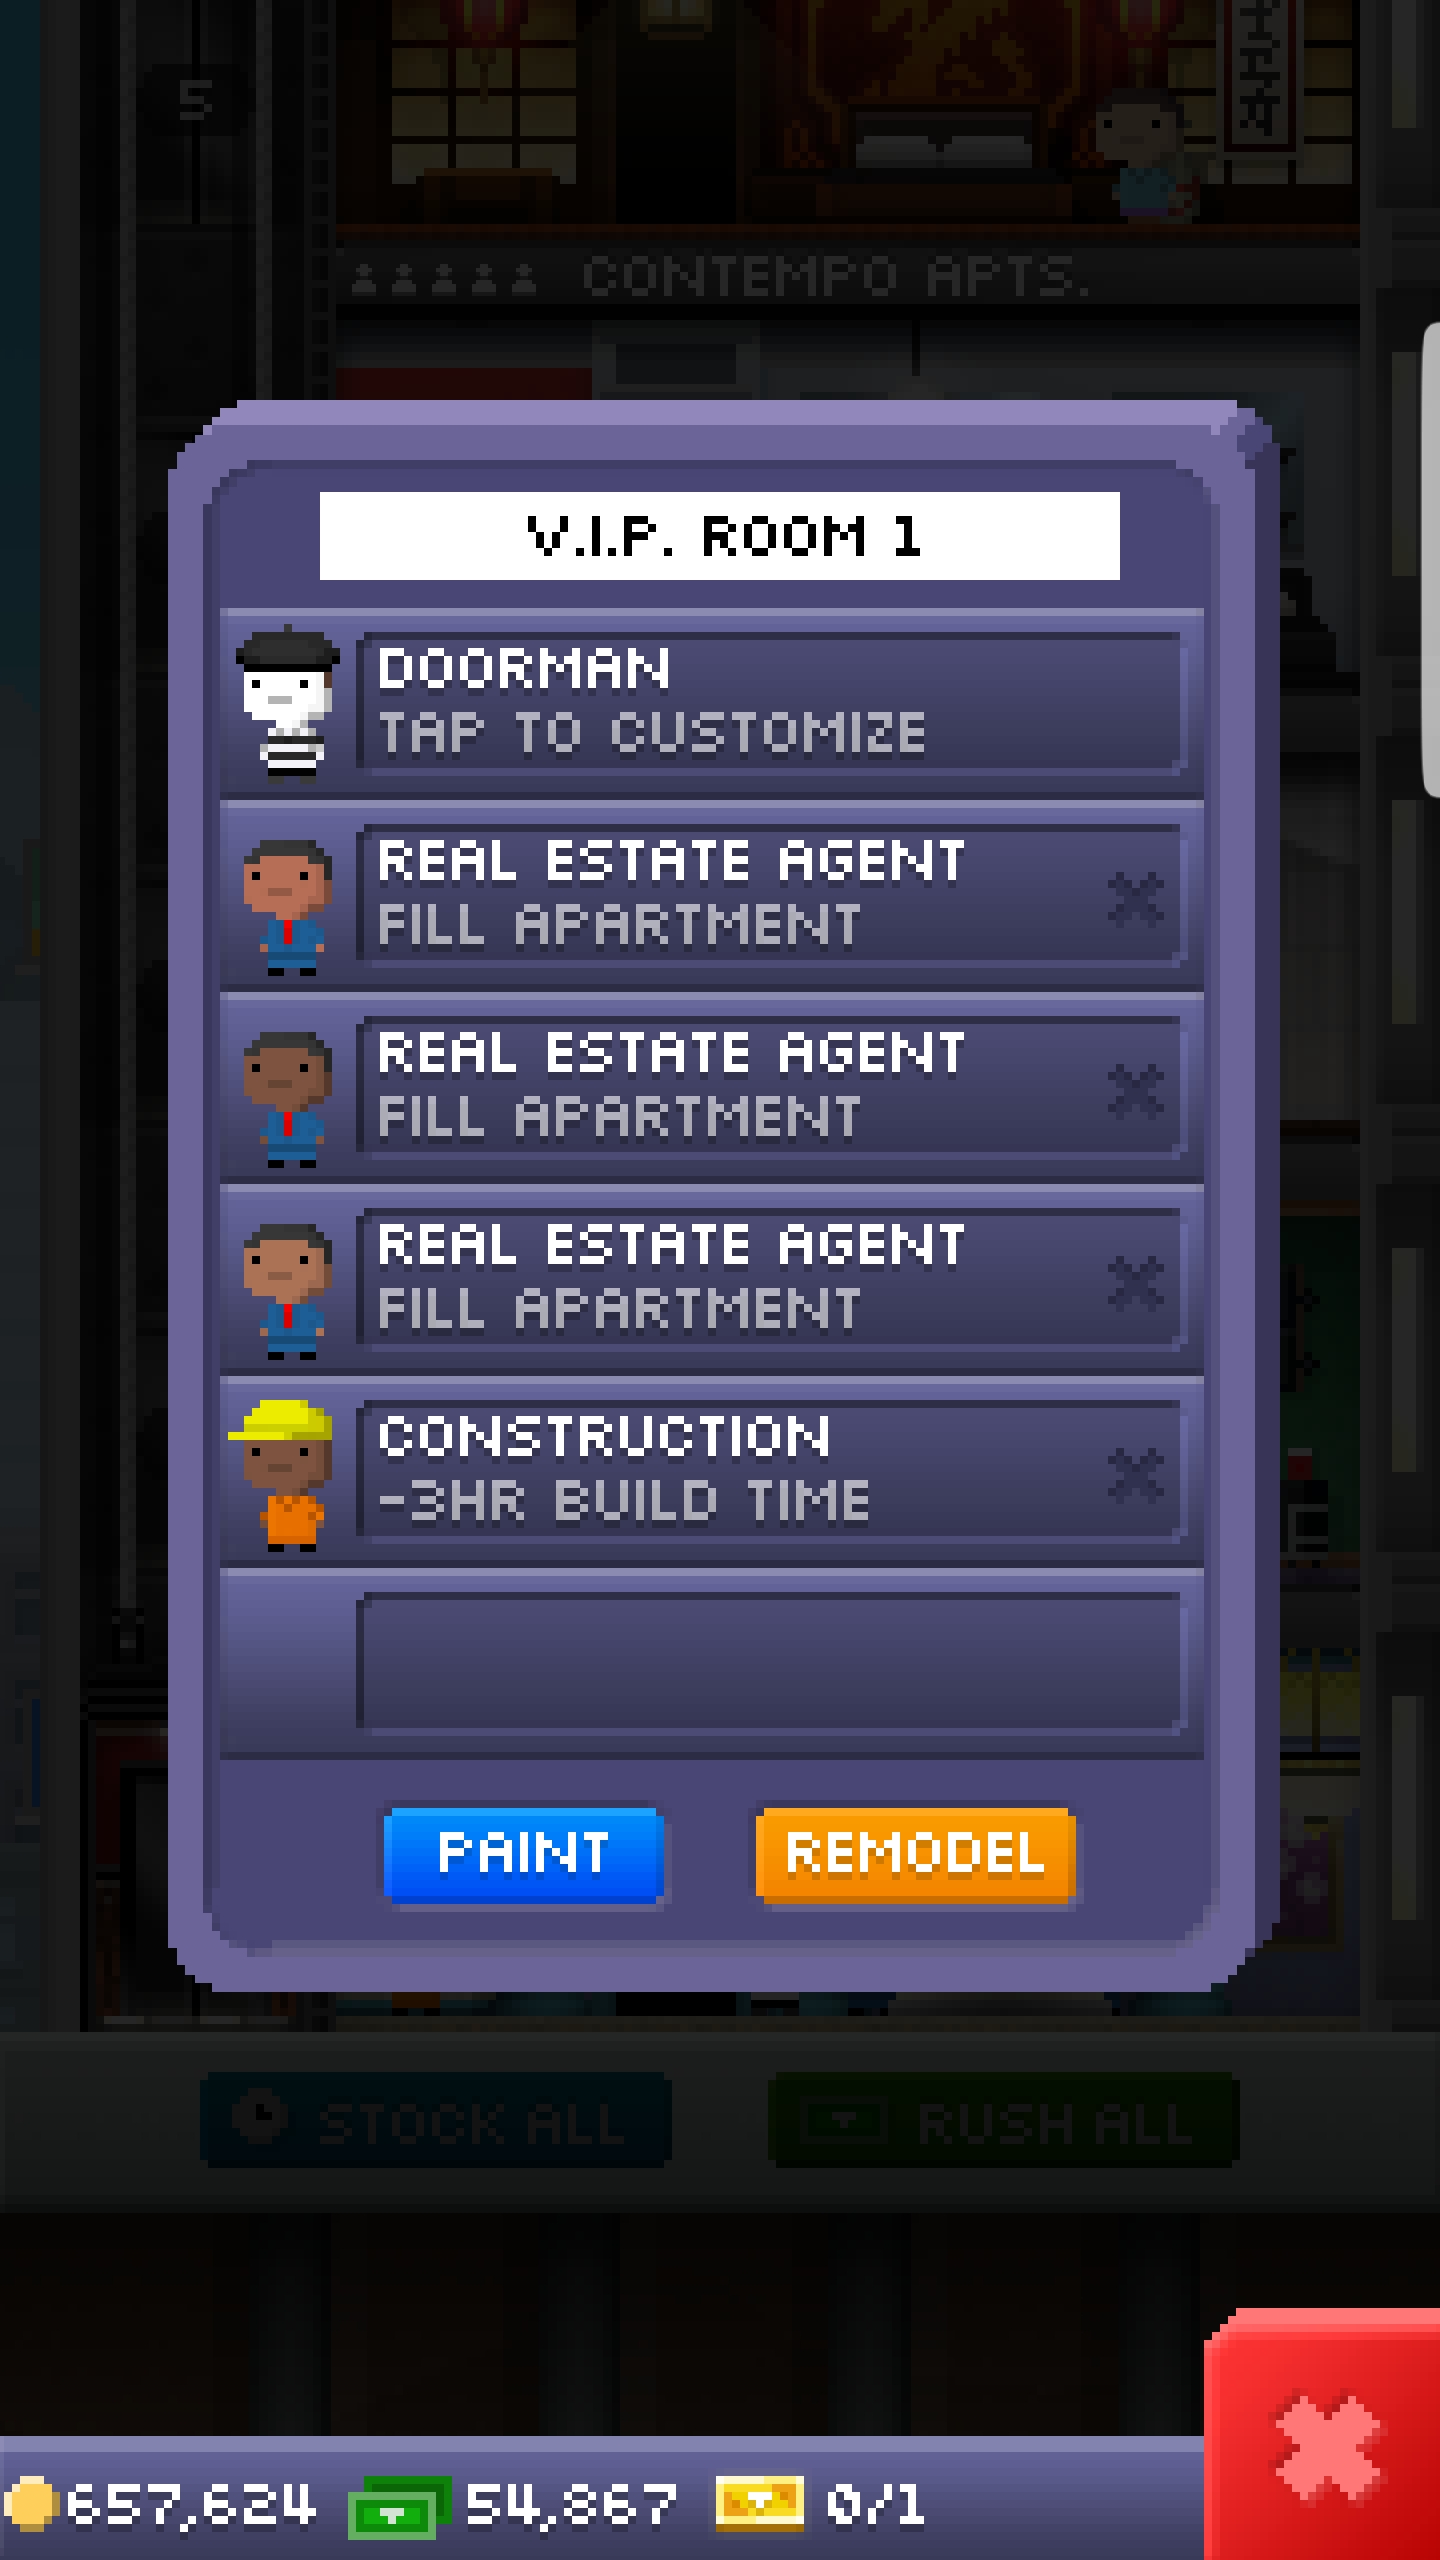 5
CONTEMPO APTS.
V.I.P. ROOM 1
DOORMAN
TAP TO CUSTOMIZE
REAL ESTATE AGENT
FILL APARTMENT
REAL ESTATE AGENT
FILL APARTMENT
REAL ESTATE AGENT
FILL APARTMENT
CONSTRUCTION
-3HR BUILD TIME
PAINT
REMODEL
STOCK ALL
RUSH ALL
657,624
54,867
0/1